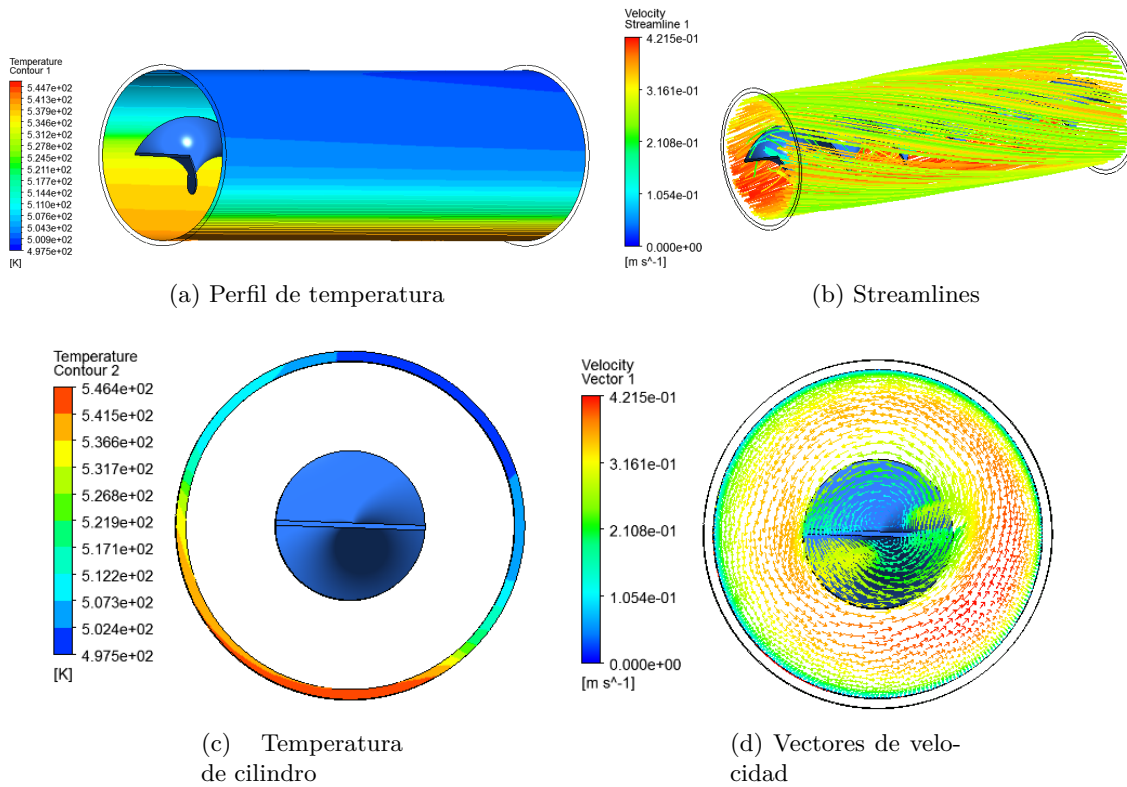 Temperature
Contour 1
5.447e+02
5.413e+02
5.379e+02
5.346e+02
5.312e+02
5.278e+02
5.245e+02
5.211e+02
5.177e+02
5.144e+02
5.110e+02
5.076e+02
5.043e+02
5.009e+02
4.975e+02
[K]
(a) Perfil de temperatura
Velocity
Streamline 1
4.215e-01
3.161e-01
2.108e-01
1.054e-01
0.000e+00
[m s^-1]
(b) Streamlines
Temperature
Contour 2
5.464e+02
5.415e+02
5.366e+02
5.317e+02
5.268e+02
5.219e+02
5.171e+02
5.122e+02
5.073e+02
5.024e+02
4.975e+02
[K]
(c) Temperatura
de cilindro
Velocity
Vector 1
4.215e-01
3.161e-01
2.108e-01
1.054e-01
0.000e+00
[m s^-1]
(d) Vectores de velo-
cidad